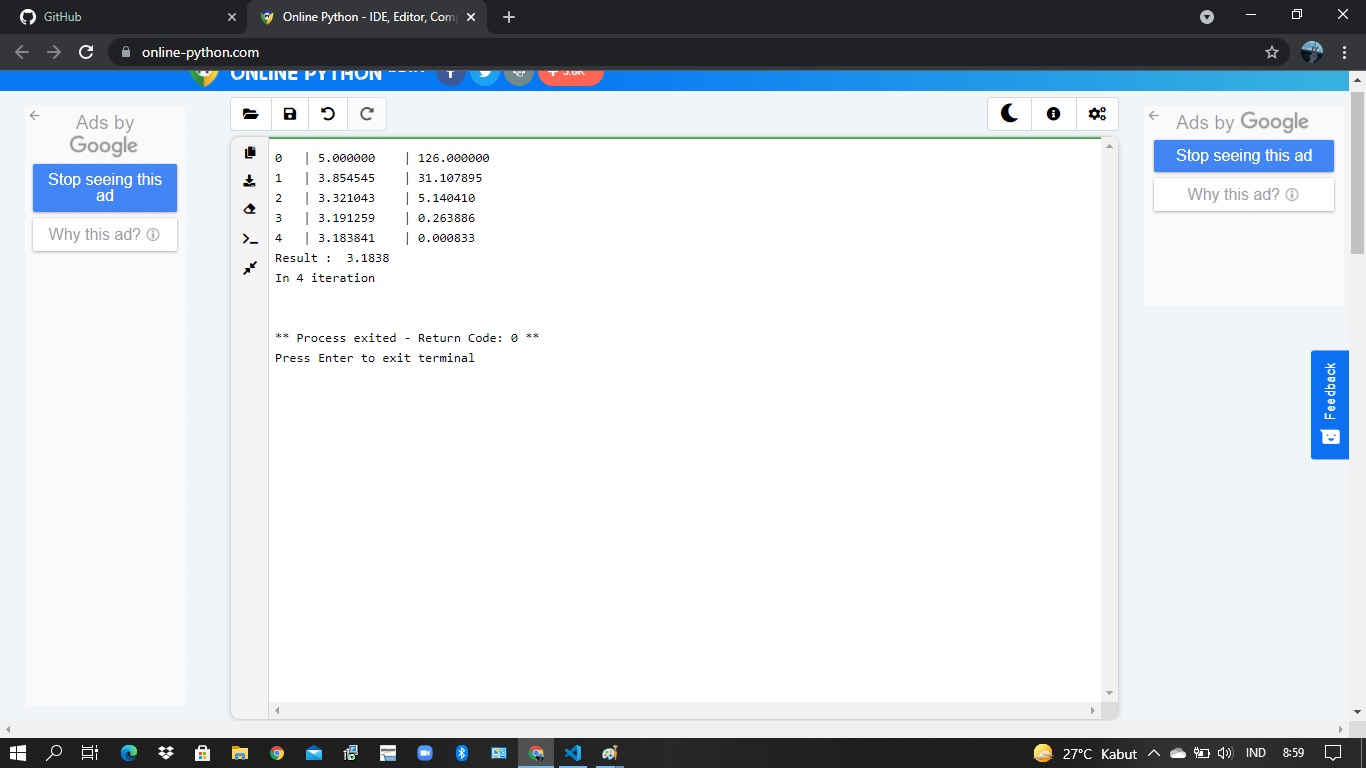 GitHub
Online Python - IDE, Editor, Com
online-python.com
ONLINE PYTHON BETA
3.8K
Ads by
Google
Stop seeing this
ad
Why this ad?
0 | 5.000000 | 126.000000
1 | 3.854545 | 31.107895
2 | 3.321043 | 5.140410
3 | 3.191259 | 0.263886
4 | 3.183841 | 0.000833
Result : 3.1838
In 4 iteration
** Process exited - Return Code: 0 **
Press Enter to exit terminal
Ads by Google
Stop seeing this ad
Why this ad?
Feedback
27°C Kabut
IND
8:59